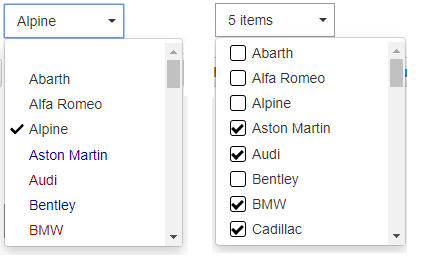 Alpine
Abarth
Alfa Romeo
Alpine
Aston Martin
Audi
Bentley
BMW
5 items
Abarth
Alfa Romeo
Alpine
Aston Martin
Audi
Bentley
BMW
Cadillac